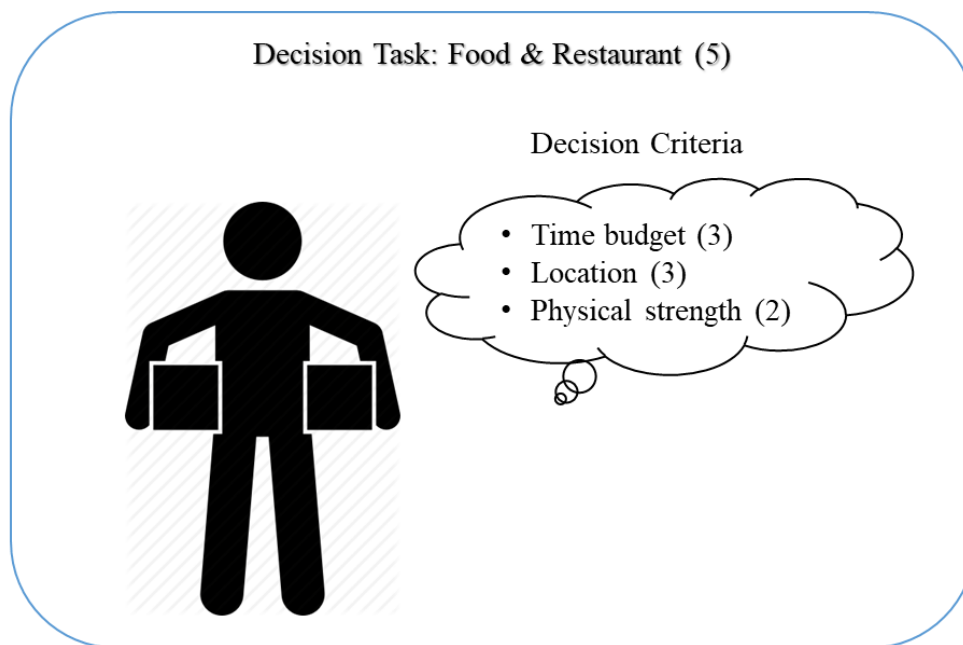 Decision Task: Food & Restaurant (5)
Decision Criteria
• Time budget (3)
• Location (3)
• Physical strength (2)